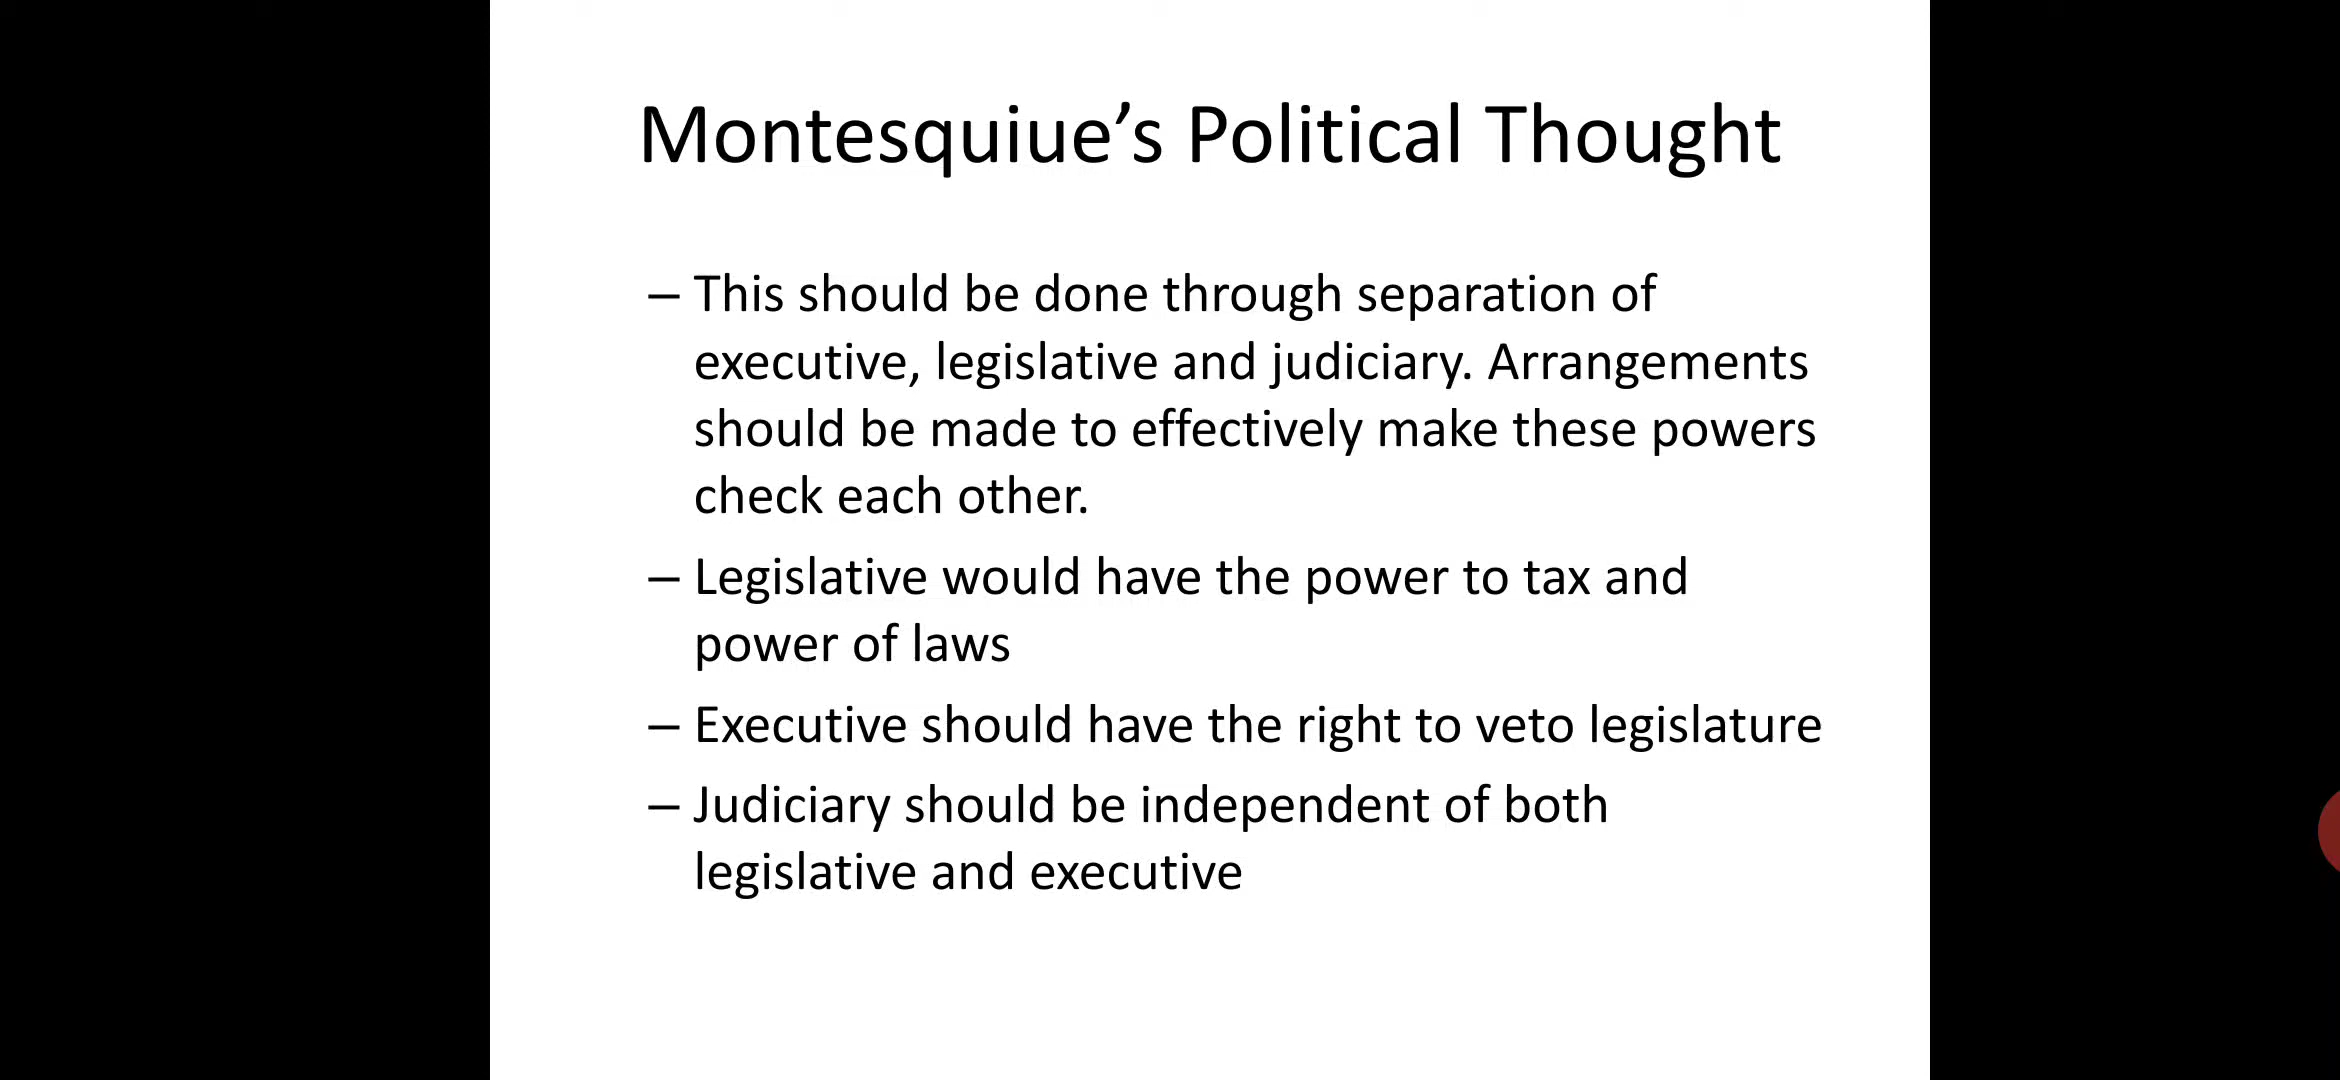 Montesquiue’s Political Thought
– This should be done through separation of
executive, legislative and judiciary. Arrangements
should be made to effectively make these powers
check each other.
– Legislative would have the power to tax and
power of laws
– Executive should have the right to veto legislature
– Judiciary should be independent of both
legislative and executive